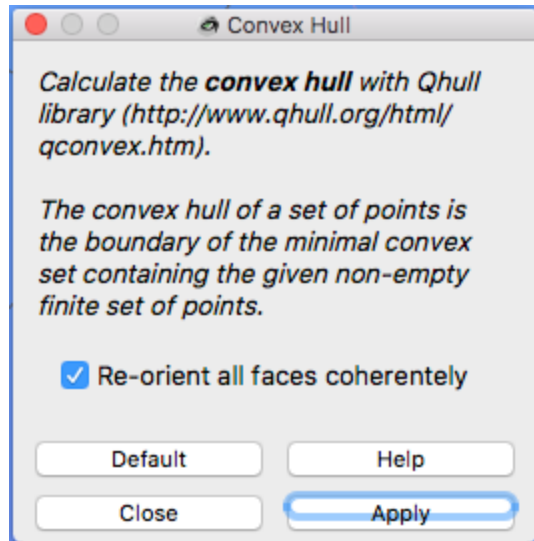 Convex Hull
Calculate the convex hull with Qhull
library (http://www.qhull.org/html/
qconvex.htm).
The convex hull of a set of points is
the boundary of the minimal convex
set containing the given non-empty
finite set of points.
Re-orient all faces coherentely
Default
Help
Close
Apply